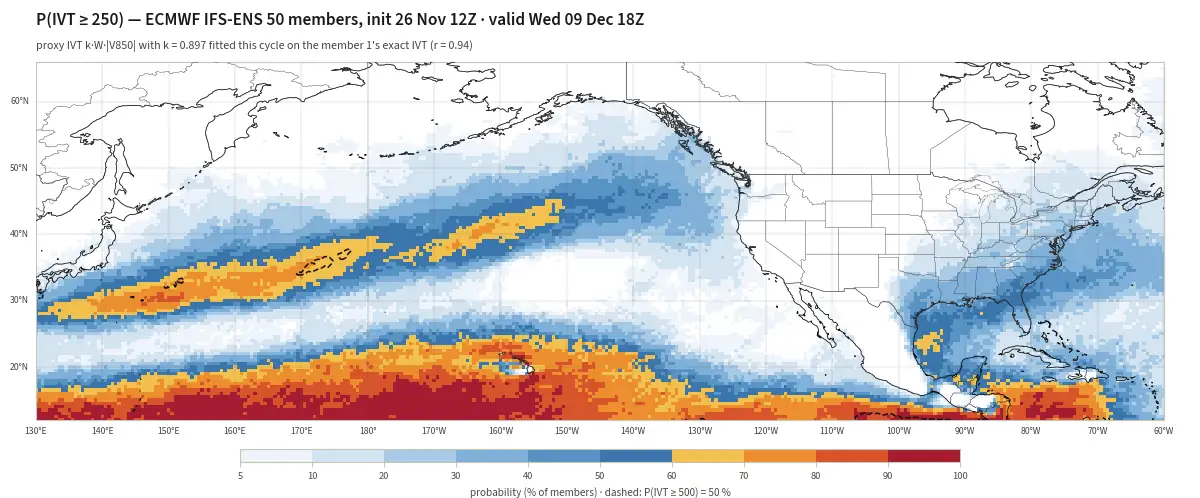 P(IVT ≥ 250) — ECMWF IFS-ENS 50 members, init 26 Nov 12Z · valid Wed 09 Dec 18Z
proxy IVT k·W·|V850| with k = 0.897 fitted this cycle on the member 1's exact IVT (r = 0.94)
60°N
50°N
40°N
30°N
20°N
130°E 140°E 150°E 160°E 170°E 180° 170°W 160°W 150°W 140°W 130°W 120°W 110°W 100°W 90°W 80°W 70°W 60°W
5 10 20 30 40 50 60 70 80 90 100
probability (% of members) · dashed: P(IVT ≥ 500) = 50 %